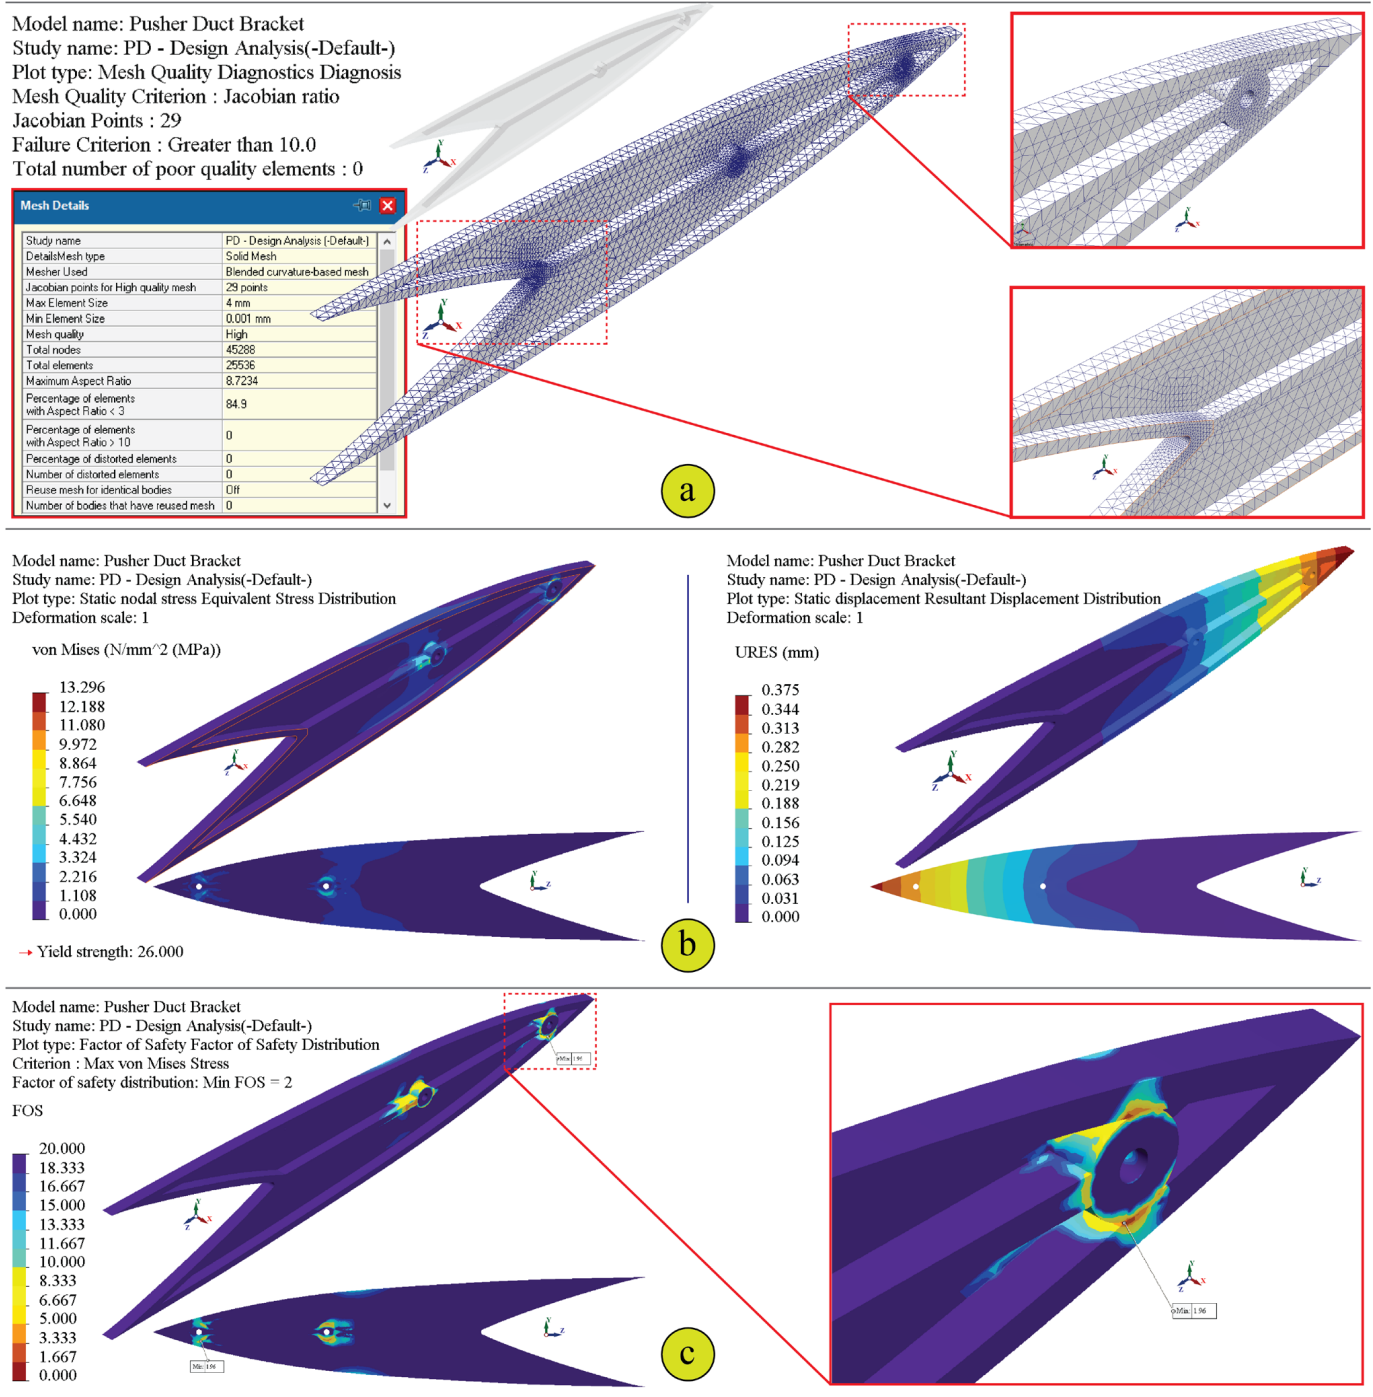 Model name: Pusher Duct Bracket
Study name: PD - Design Analysis(-Default-)
Plot type: Mesh Quality Diagnostics Diagnosis
Mesh Quality Criterion : Jacobian ratio
Jacobian Points : 29
Failure Criterion : Greater than 10.0
Total number of poor quality elements : 0
Mesh Details
Study name PD - Design Analysis (-Default-)
DetailsMesh type Solid Mesh
Mesher Used Blended curvature-based mesh
Jacobian points for High quality mesh 29 points
Max Element Size 4 mm
Min Element Size 0.001 mm
Mesh quality High
Total nodes 45288
Total elements 25536
Maximum Aspect Ratio 8.7234
Percentage of elements
with Aspect Ratio < 3 84.9
Percentage of elements
with Aspect Ratio > 10 0
Percentage of distorted elements 0
Number of distorted elements 0
Reuse mesh for identical bodies Off
Number of bodies that have reused mesh 0
Y
X
Z
Y
X
Z
a
Model name: Pusher Duct Bracket
Study name: PD - Design Analysis(-Default-)
Plot type: Static nodal stress Equivalent Stress Distribution
Deformation scale: 1
von Mises (N/mm^2 (MPa))
13.296
12.188
11.080
9.972
8.864
7.756
6.648
5.540
4.432
3.324
2.216
1.108
0.000
Yield strength: 26.000
Model name: Pusher Duct Bracket
Study name: PD - Design Analysis(-Default-)
Plot type: Static displacement Resultant Displacement Distribution
Deformation scale: 1
URES (mm)
0.375
0.344
0.313
0.282
0.250
0.219
0.188
0.156
0.125
0.094
0.063
0.031
0.000
b
Model name: Pusher Duct Bracket
Study name: PD - Design Analysis(-Default-)
Plot type: Factor of Safety Factor of Safety Distribution
Criterion : Max von Mises Stress
Factor of safety distribution: Min FOS = 2
FOS
20.000
18.333
16.667
15.000
13.333
11.667
10.000
8.333
6.667
5.000
3.333
1.667
0.000
Min: 1.96
Min: 1.96
Min: 1.96
c